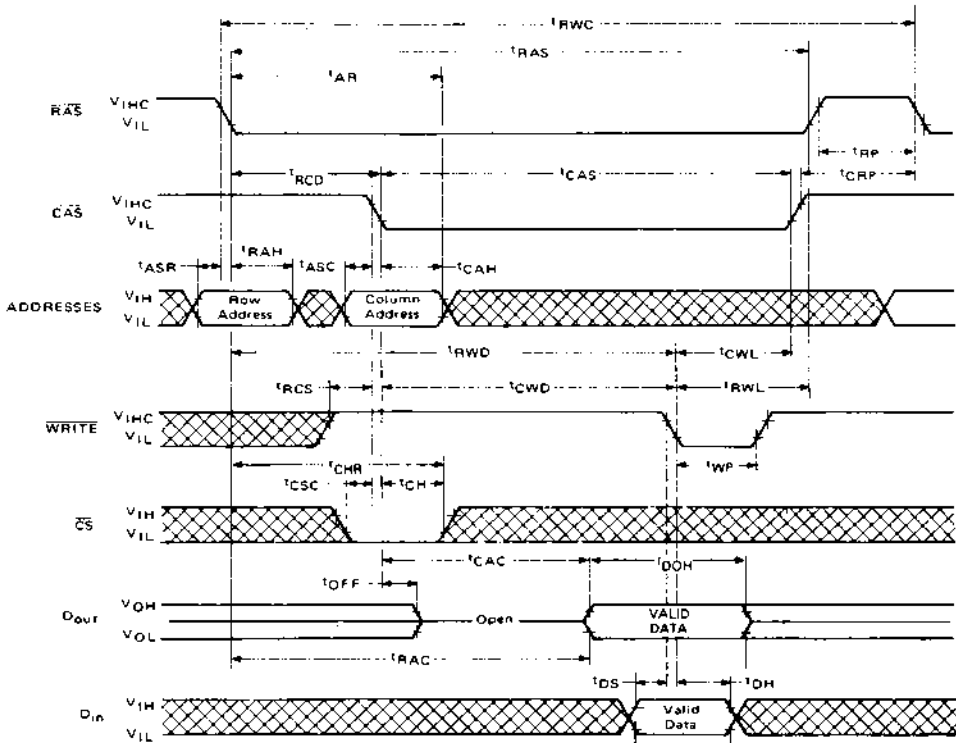 tRWC
tRAS
tAR
RAS VIHC
VIL
tRP
tRCD tCAS tCRP
CAS VIHC
VIL
tASR tRAH tASC tCAH
ADDRESSES VIH
VIL
Row Address
Column Address
tRWD tCWL
tRCS tCWD tRWL
WRITE VIHC
VIL
tWP
tCHR
tCSC tCH
CS VIH
VIL
tCAC tDOH
tOFF
Dout VOH
VOL
Open
VALID DATA
tRAC
tDS tDH
Din VIH
VIL
Valid Data